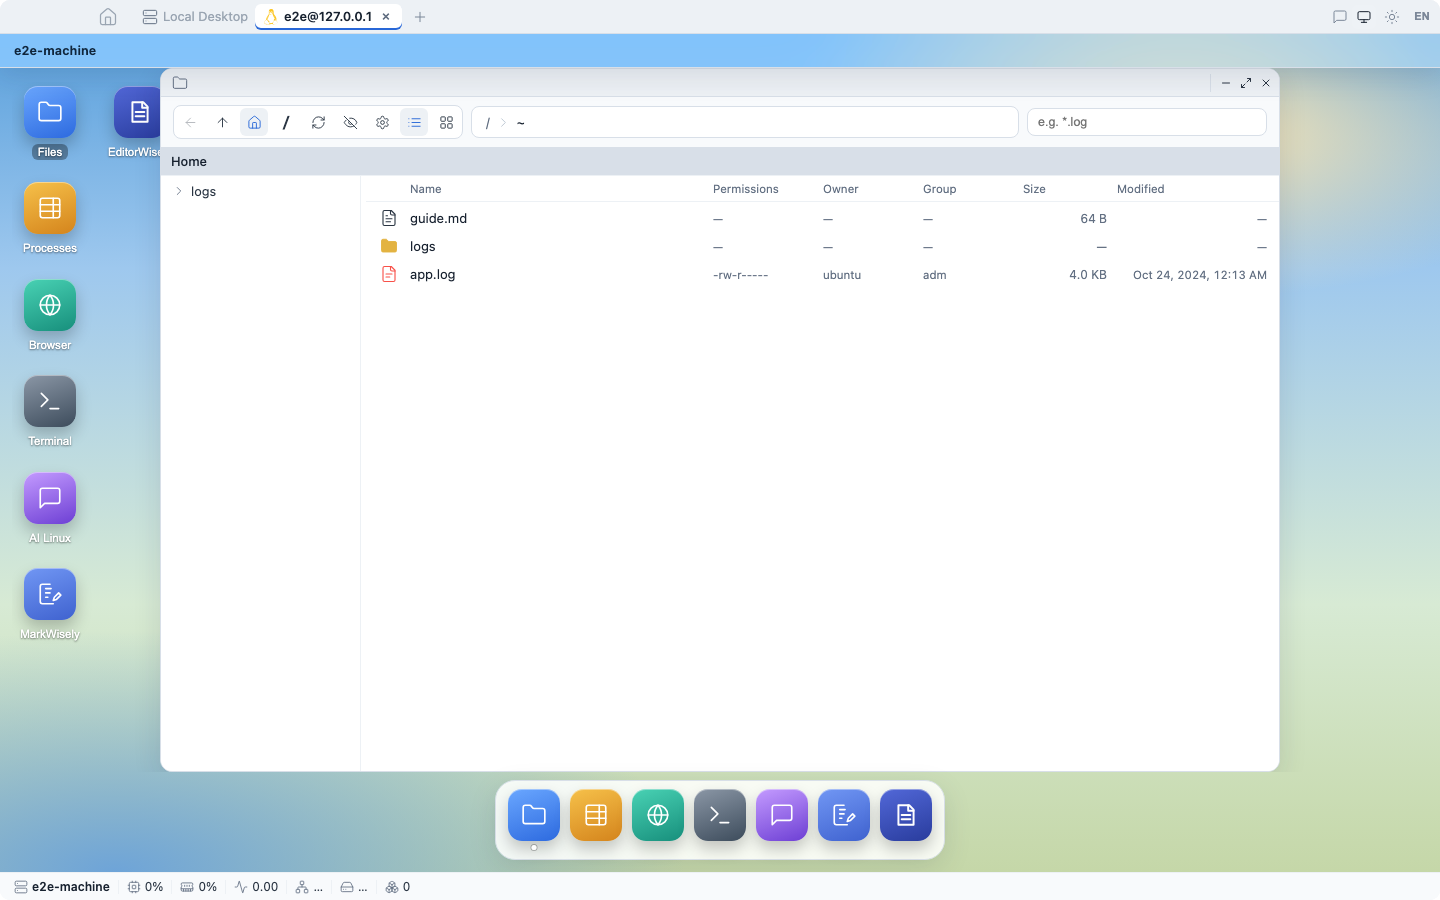 Local Desktop
e2e@127.0.0.1
EN
e2e-machine
Files
EditorWise
Processes
Browser
Terminal
AI Linux
MarkWisely
/
/ ~
e.g. *.log
Home
logs
Name Permissions Owner Group Size Modified
guide.md — — — 64 B —
logs — — — — —
app.log -rw-r----- ubuntu adm 4.0 KB Oct 24, 2024, 12:13 AM
e2e-machine 0% 0% 0.00 ... ... 0